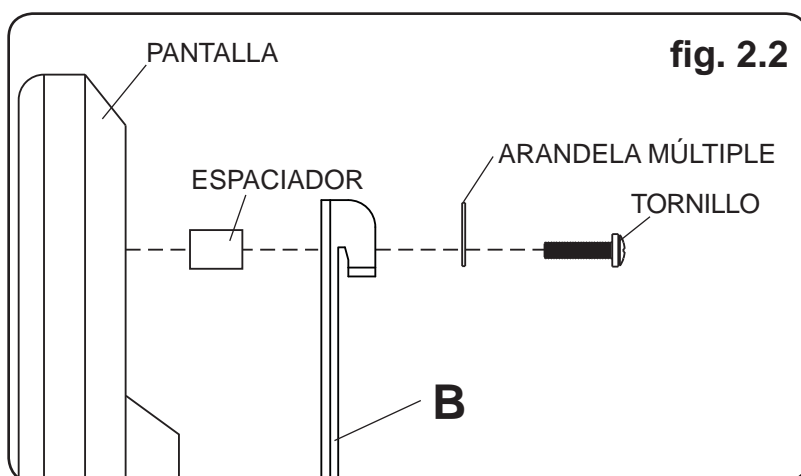 fig. 2.2
PANTALLA
ARANDELA MÚLTIPLE
ESPACIADOR
TORNILLO
B